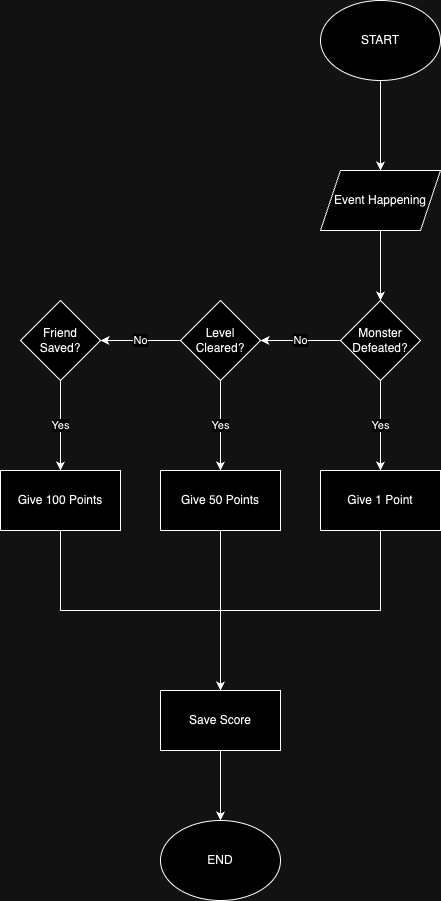 START
Event Happening
Friend
Saved?
No
Level
Cleared?
No
Monster
Defeated?
Yes
Yes
Yes
Give 100 Points
Give 50 Points
Give 1 Point
Save Score
END